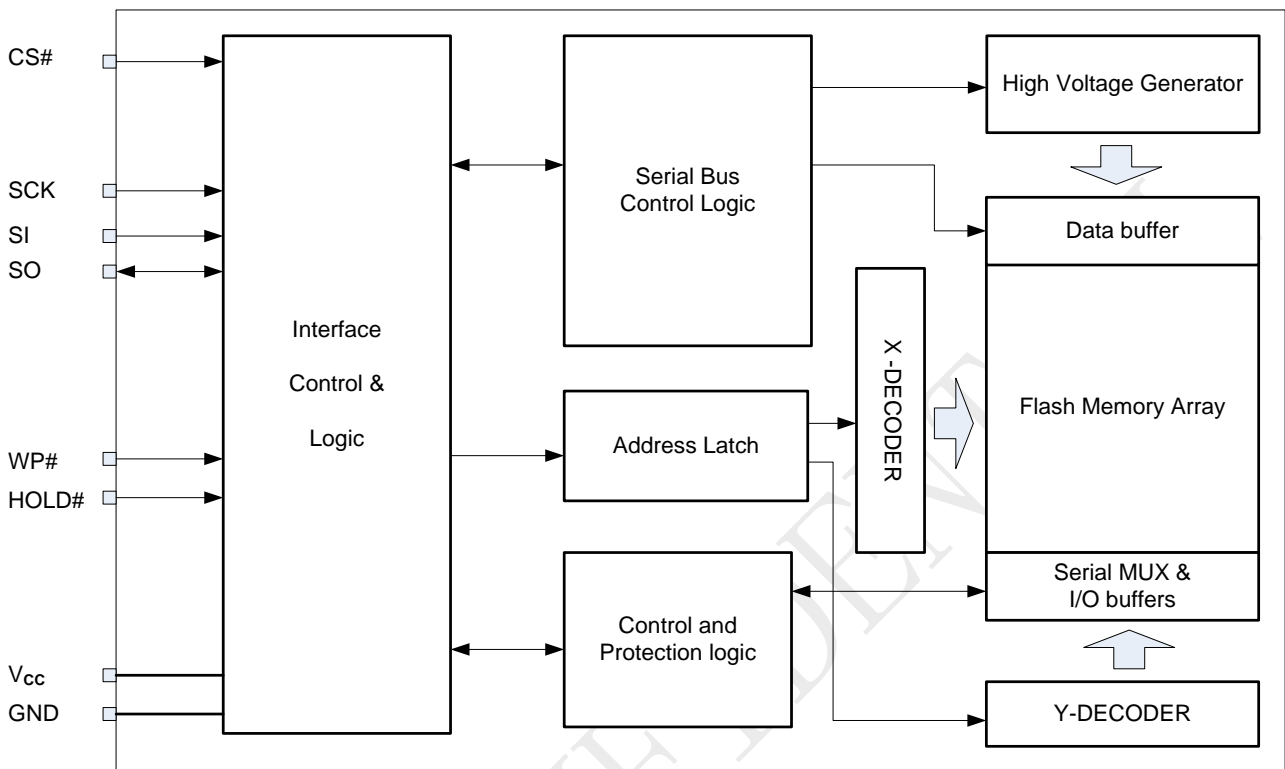 CS#
SCK
SI
SO
WP#
HOLD#
Vcc
GND
Interface
Control &
Logic
Serial Bus
Control Logic
Address Latch
Control and
Protection logic
X -DECODER
High Voltage Generator
Data buffer
Flash Memory Array
Serial MUX &
I/O buffers
Y-DECODER